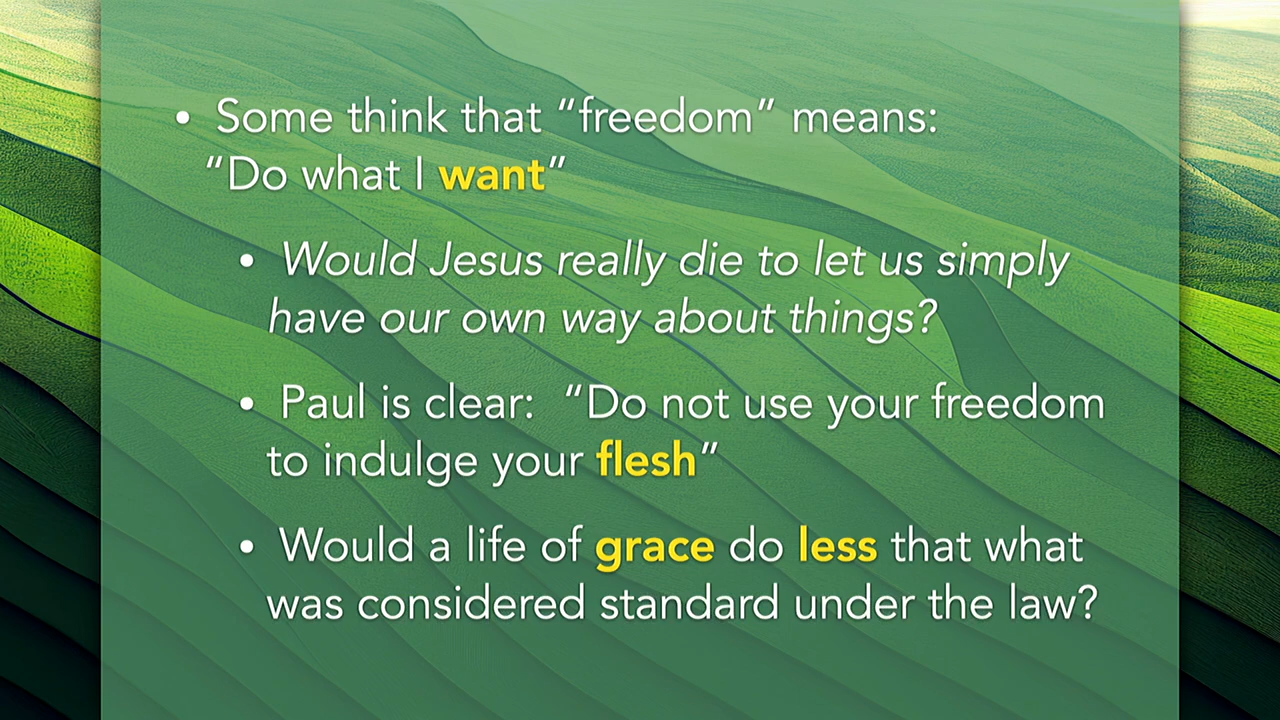 • Some think that “freedom” means:
“Do what I want”
• Would Jesus really die to let us simply
have our own way about things?
• Paul is clear: “Do not use your freedom
to indulge your flesh”
• Would a life of grace do less that what
was considered standard under the law?